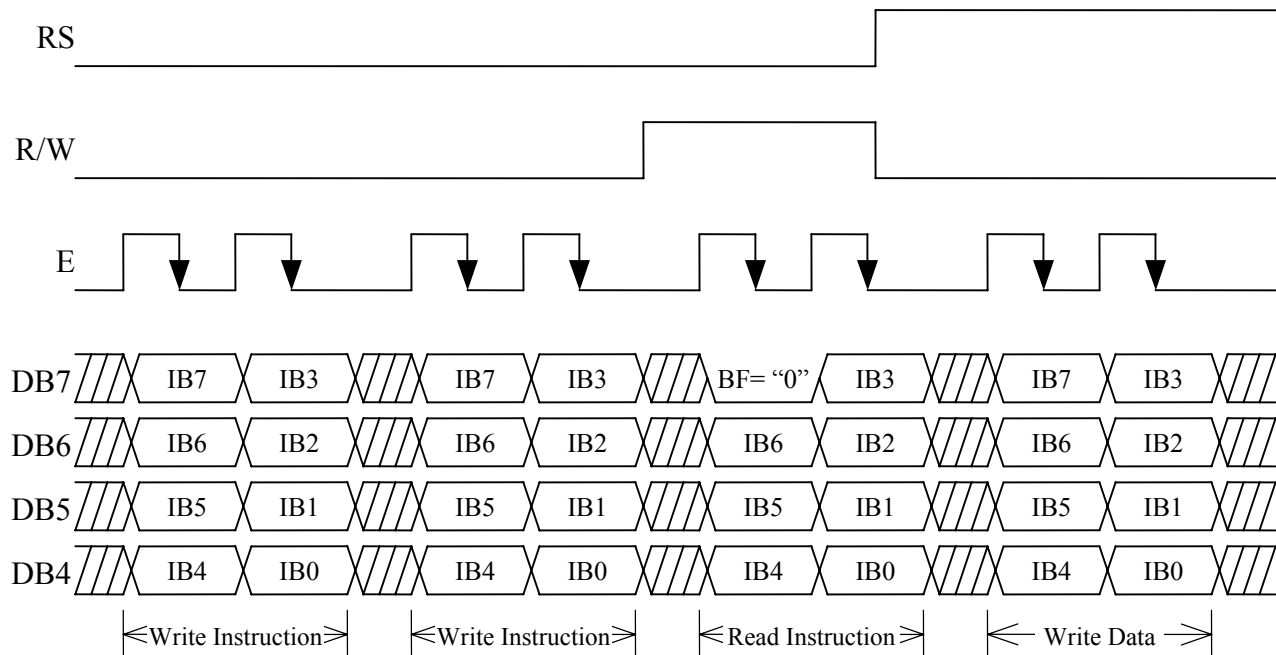 RS
R/W
E
DB7 IB7 IB3 IB7 IB3 BF= “0” IB3 IB7 IB3
DB6 IB6 IB2 IB6 IB2 IB6 IB2 IB6 IB2
DB5 IB5 IB1 IB5 IB1 IB5 IB1 IB5 IB1
DB4 IB4 IB0 IB4 IB0 IB4 IB0 IB4 IB0
Write Instruction Write Instruction Read Instruction Write Data